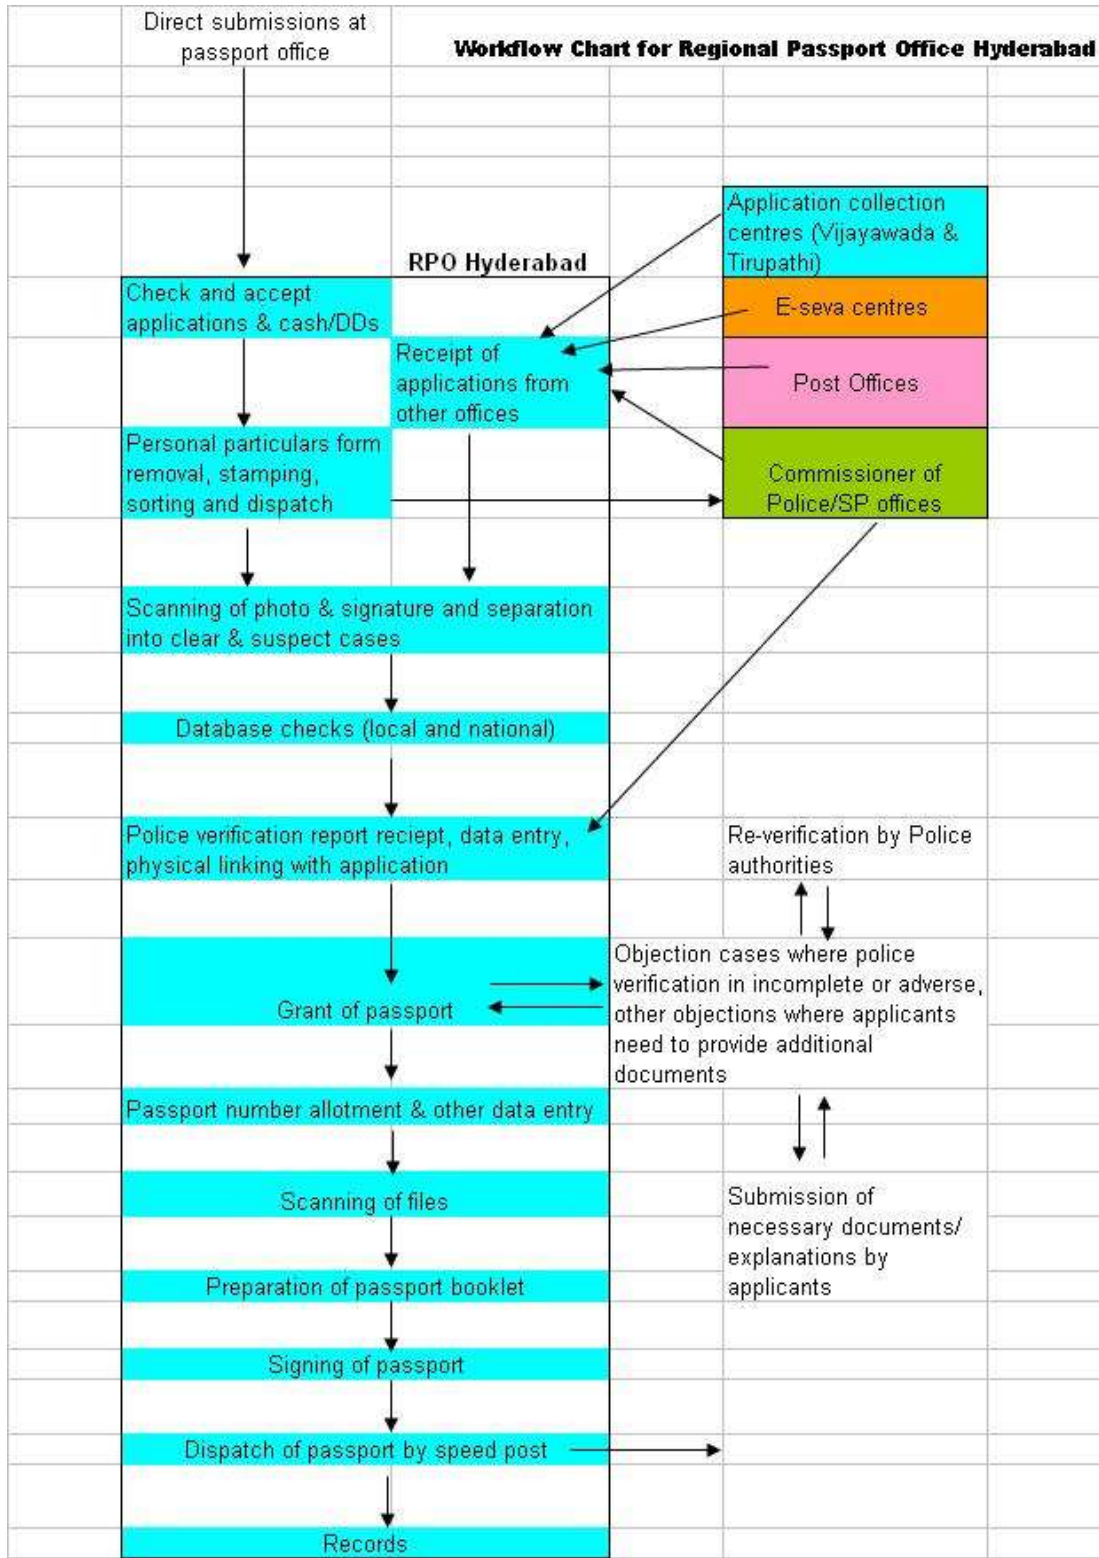 Direct submissions at
passport office
Workflow Chart for Regional Passport Office Hyderabad
Application collection
centres (Vijayawada &
Tirupathi)
RPO Hyderabad
Check and accept
applications & cash/DDs
E-seva centres
Receipt of
applications from
other offices
Post Offices
Personal particulars form
removal, stamping,
sorting and dispatch
Commissioner of
Police/SP offices
Scanning of photo & signature and separation
into clear & suspect cases
Database checks (local and national)
Police verification report reciept, data entry,
physical linking with application
Re-verification by Police
authorities
Objection cases where police
verification in incomplete or adverse,
other objections where applicants
need to provide additional
documents
Grant of passport
Passport number allotment & other data entry
Scanning of files
Submission of
necessary documents/
explanations by
applicants
Preparation of passport booklet
Signing of passport
Dispatch of passport by speed post
Records